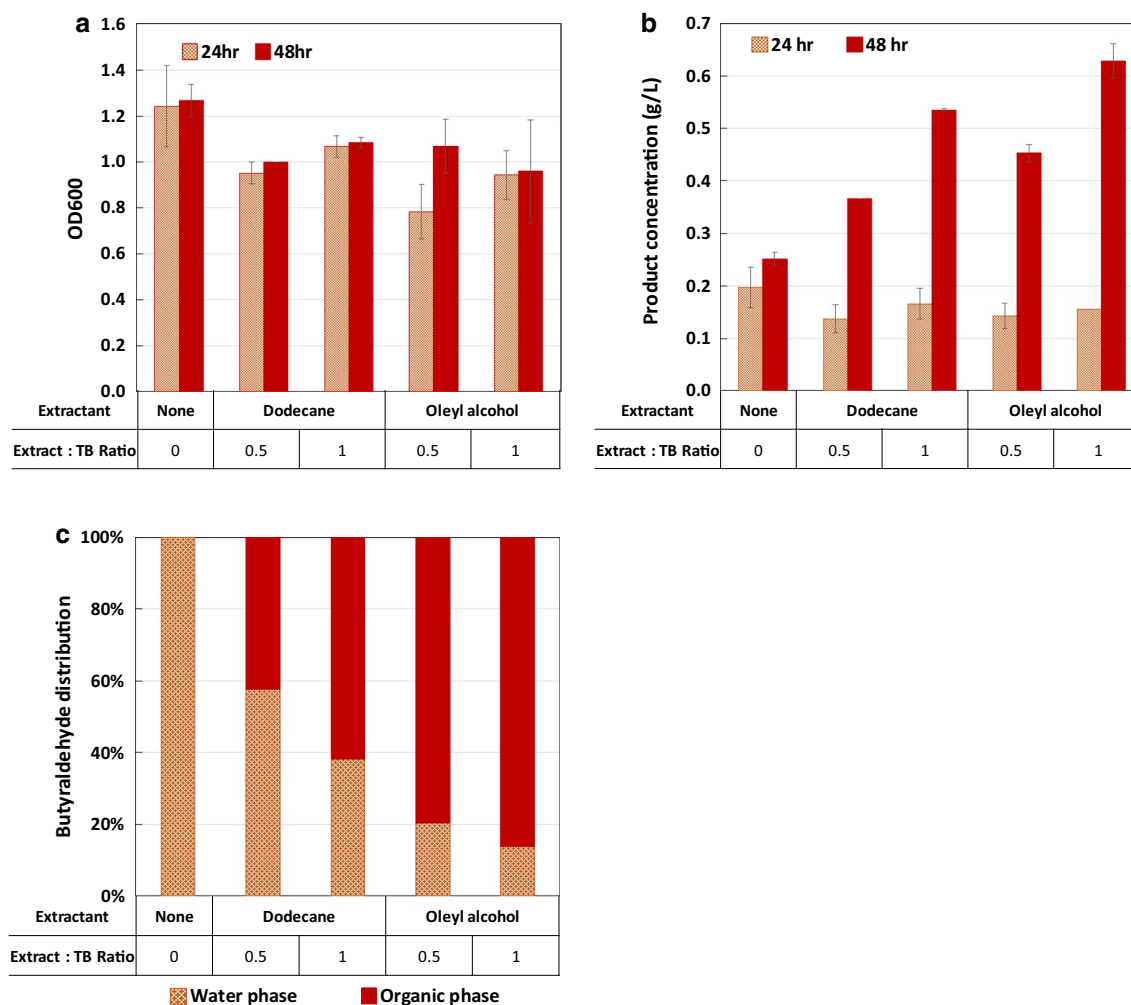 a
1.6
1.4
1.2
1.0
0.8
0.6
0.4
0.2
0.0
OD600
24hr 48hr
Extractant None Dodecane Oleyl alcohol
Extract : TB Ratio 0 0.5 1 0.5 1
b
0.7
0.6
0.5
0.4
0.3
0.2
0.1
0.0
Product concentration (g/L)
24 hr 48 hr
Extractant None Dodecane Oleyl alcohol
Extract : TB Ratio 0 0.5 1 0.5 1
c
100%
80%
60%
40%
20%
0%
Butyraldehyde distribution
Extractant None Dodecane Oleyl alcohol
Extract : TB Ratio 0 0.5 1 0.5 1
Water phase Organic phase